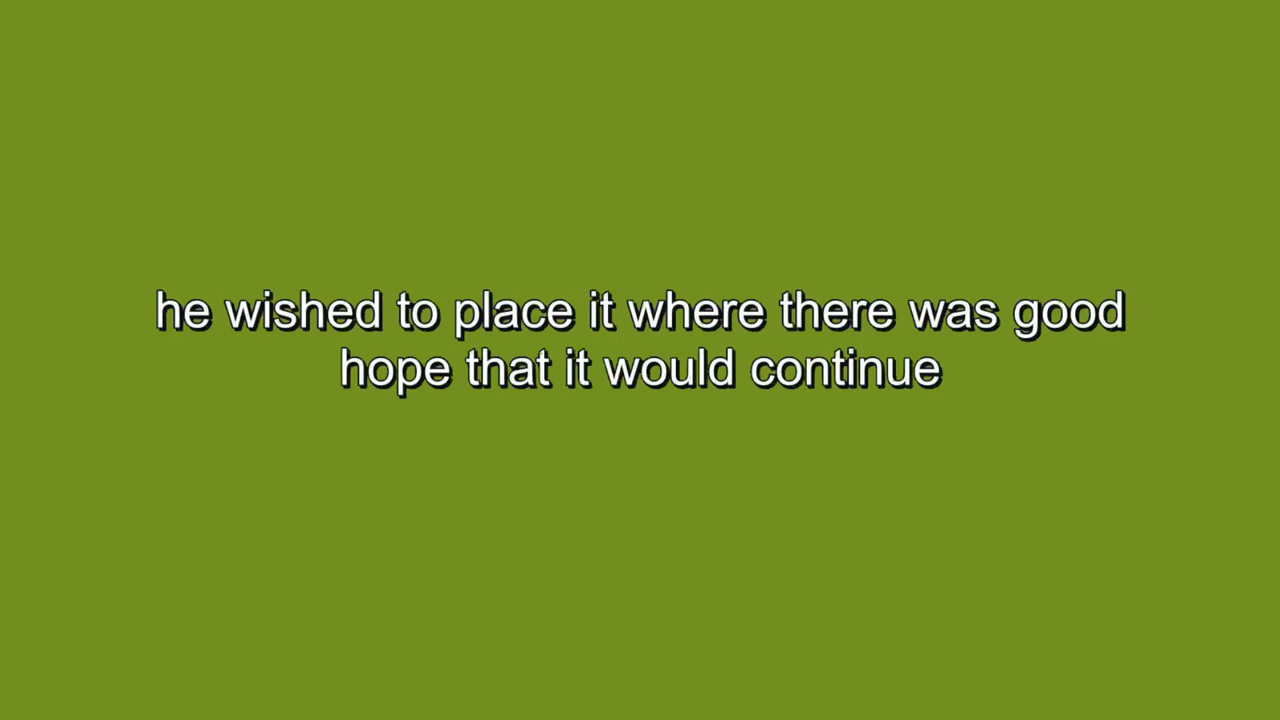 he wished to place it where there was good
hope that it would continue